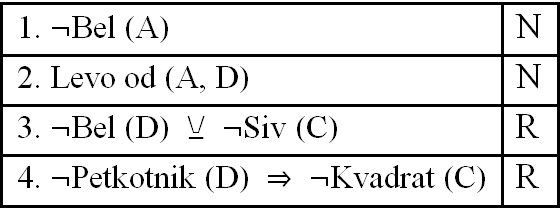 1. ¬Bel (A) N
2. Levo od (A, D) N
3. ¬Bel (D) ⊻ ¬Siv (C) R
4. ¬Petkotnik (D) ⇒ ¬Kvadrat (C) R